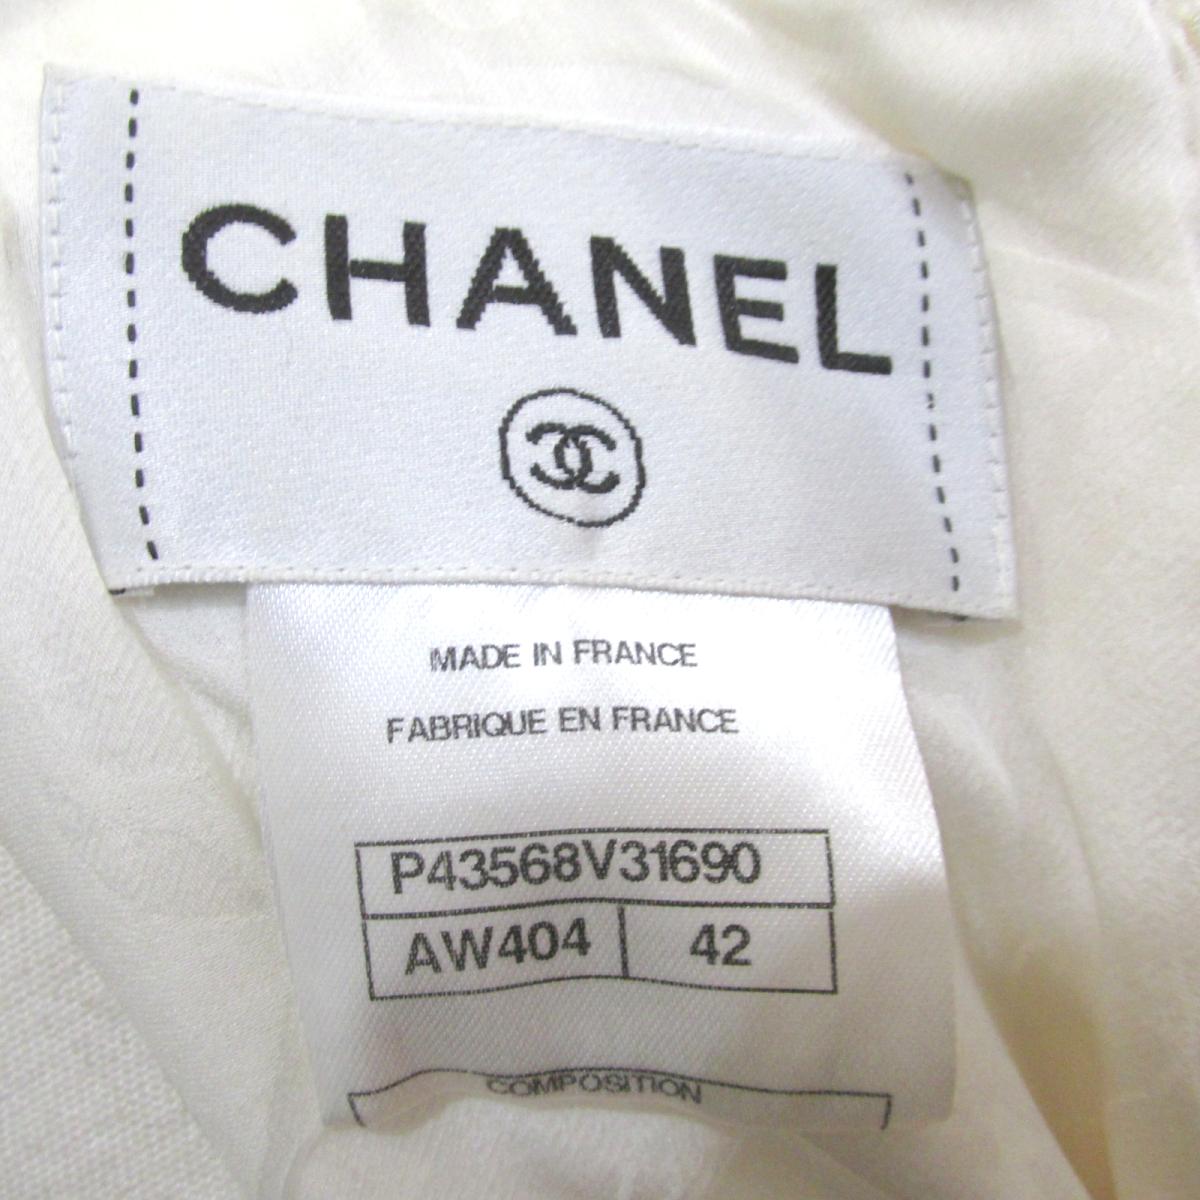 CHANEL
MADE IN FRANCE
FABRIQUE EN FRANCE
P43568V31690
AW404 42
COMPOSITION